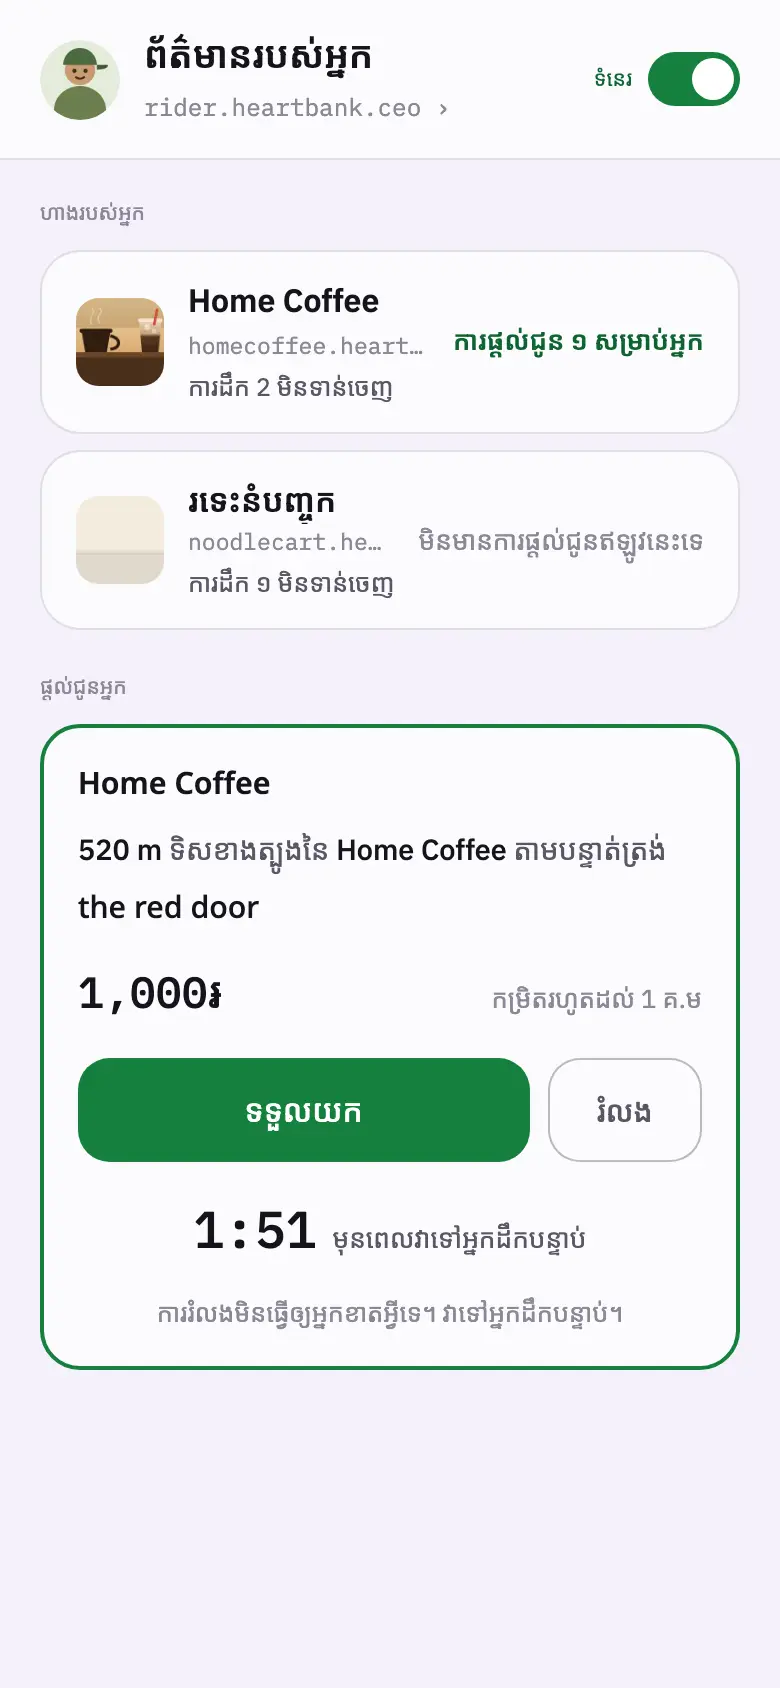 ព័ត៌មានរបស់អ្នក
rider.heartbank.ceo ›
ទំនេរ
ហាងរបស់អ្នក
Home Coffee
homecoffee.heart…
ការដឹក 2 មិនទាន់ចេញ
ការផ្តល់ជូន ១ សម្រាប់អ្នក
រទេះនំបញ្ចុក
noodlecart.he…
ការដឹក ១ មិនទាន់ចេញ
មិនមានការផ្តល់ជូនឥឡូវនេះទេ
ផ្តល់ជូនអ្នក
Home Coffee
520 m ទិសខាងត្បូងនៃ Home Coffee តាមបន្ទាត់ត្រង់
the red door
1,000៛
កម្រិតរហូតដល់ 1 គ.ម
ទទួលយក
រំលង
1:51 មុនពេលវាទៅអ្នកដឹកបន្ទាប់
ការរំលងមិនធ្វើឲ្យអ្នកខាតអ្វីទេ។ វាទៅអ្នកដឹកបន្ទាប់។